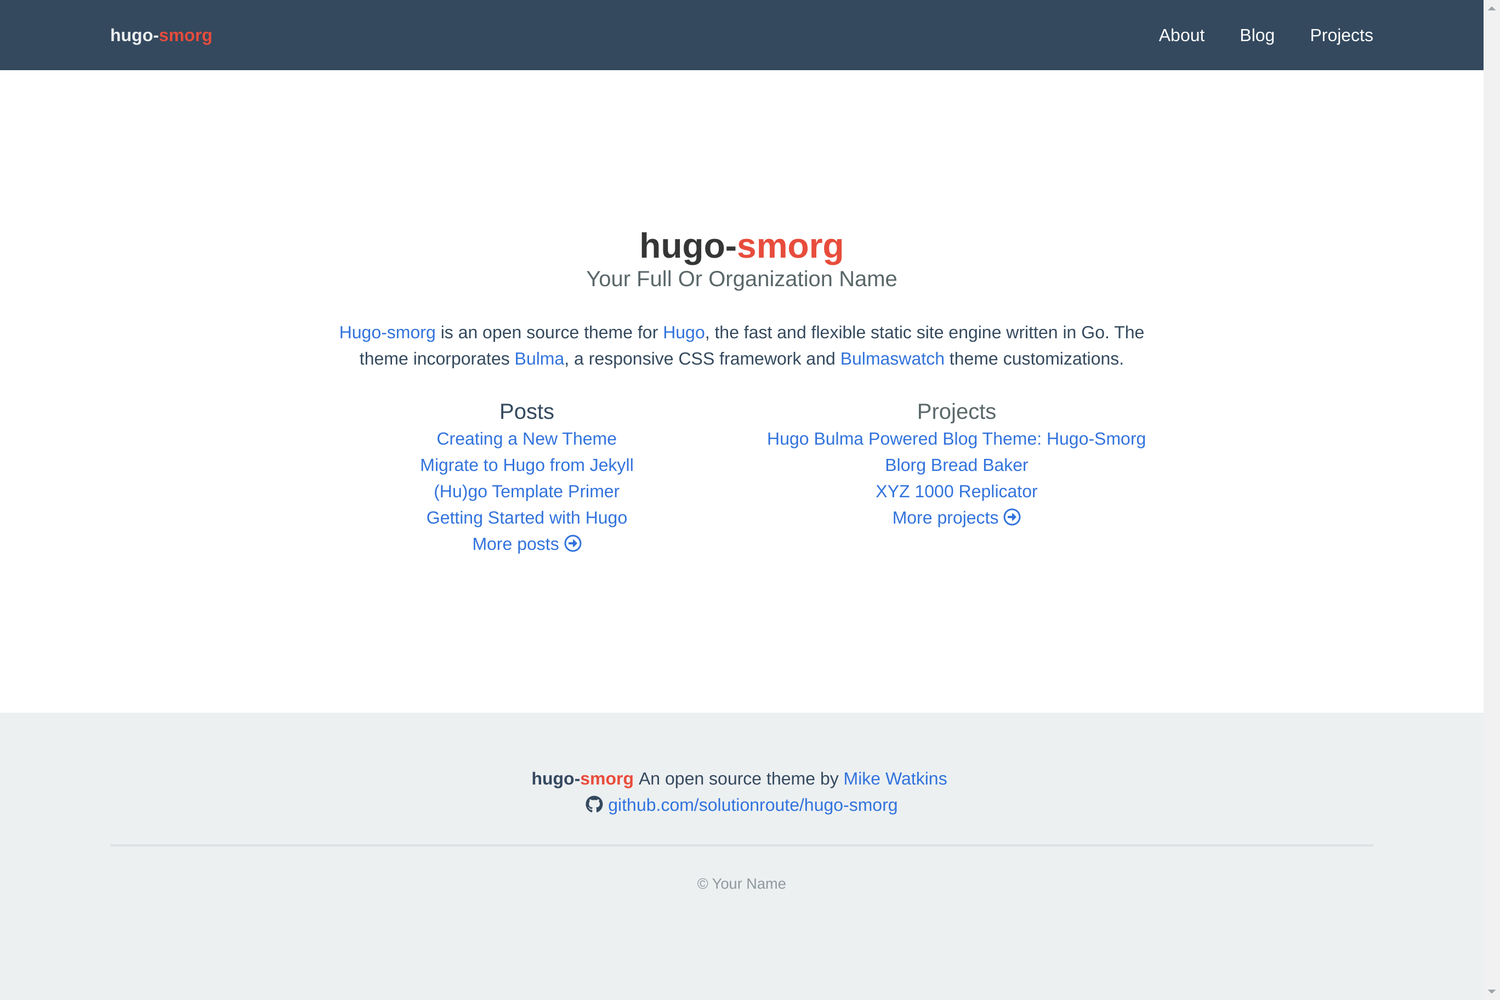 hugo-smorg
About Blog Projects
hugo-smorg
Your Full Or Organization Name
Hugo-smorg is an open source theme for Hugo, the fast and flexible static site engine written in Go. The
theme incorporates Bulma, a responsive CSS framework and Bulmaswatch theme customizations.
Posts
Creating a New Theme
Migrate to Hugo from Jekyll
(Hu)go Template Primer
Getting Started with Hugo
More posts
Projects
Hugo Bulma Powered Blog Theme: Hugo-Smorg
Blorg Bread Baker
XYZ 1000 Replicator
More projects
hugo-smorg An open source theme by Mike Watkins
github.com/solutionroute/hugo-smorg
© Your Name